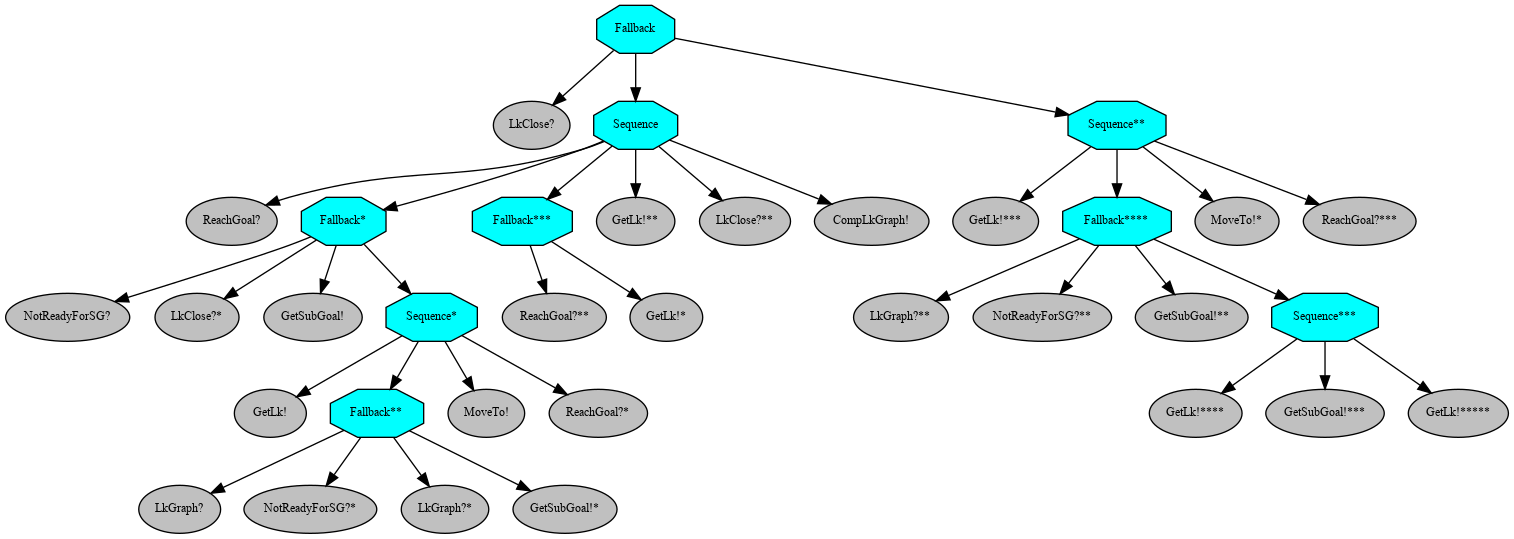 Fallback
LkClose?
Sequence
Sequence**
ReachGoal?
Fallback*
Fallback***
GetLk!**
LkClose?**
CompLkGraph!
GetLk!***
Fallback****
MoveTo!*
ReachGoal?***
NotReadyForSG?
LkClose?*
GetSubGoal!
Sequence*
ReachGoal?**
GetLk!*
LkGraph?**
NotReadyForSG?**
GetSubGoal!**
Sequence***
GetLk!
Fallback**
MoveTo!
ReachGoal?*
GetLk!****
GetSubGoal!***
GetLk!*****
LkGraph?
NotReadyForSG?*
LkGraph?*
GetSubGoal!*